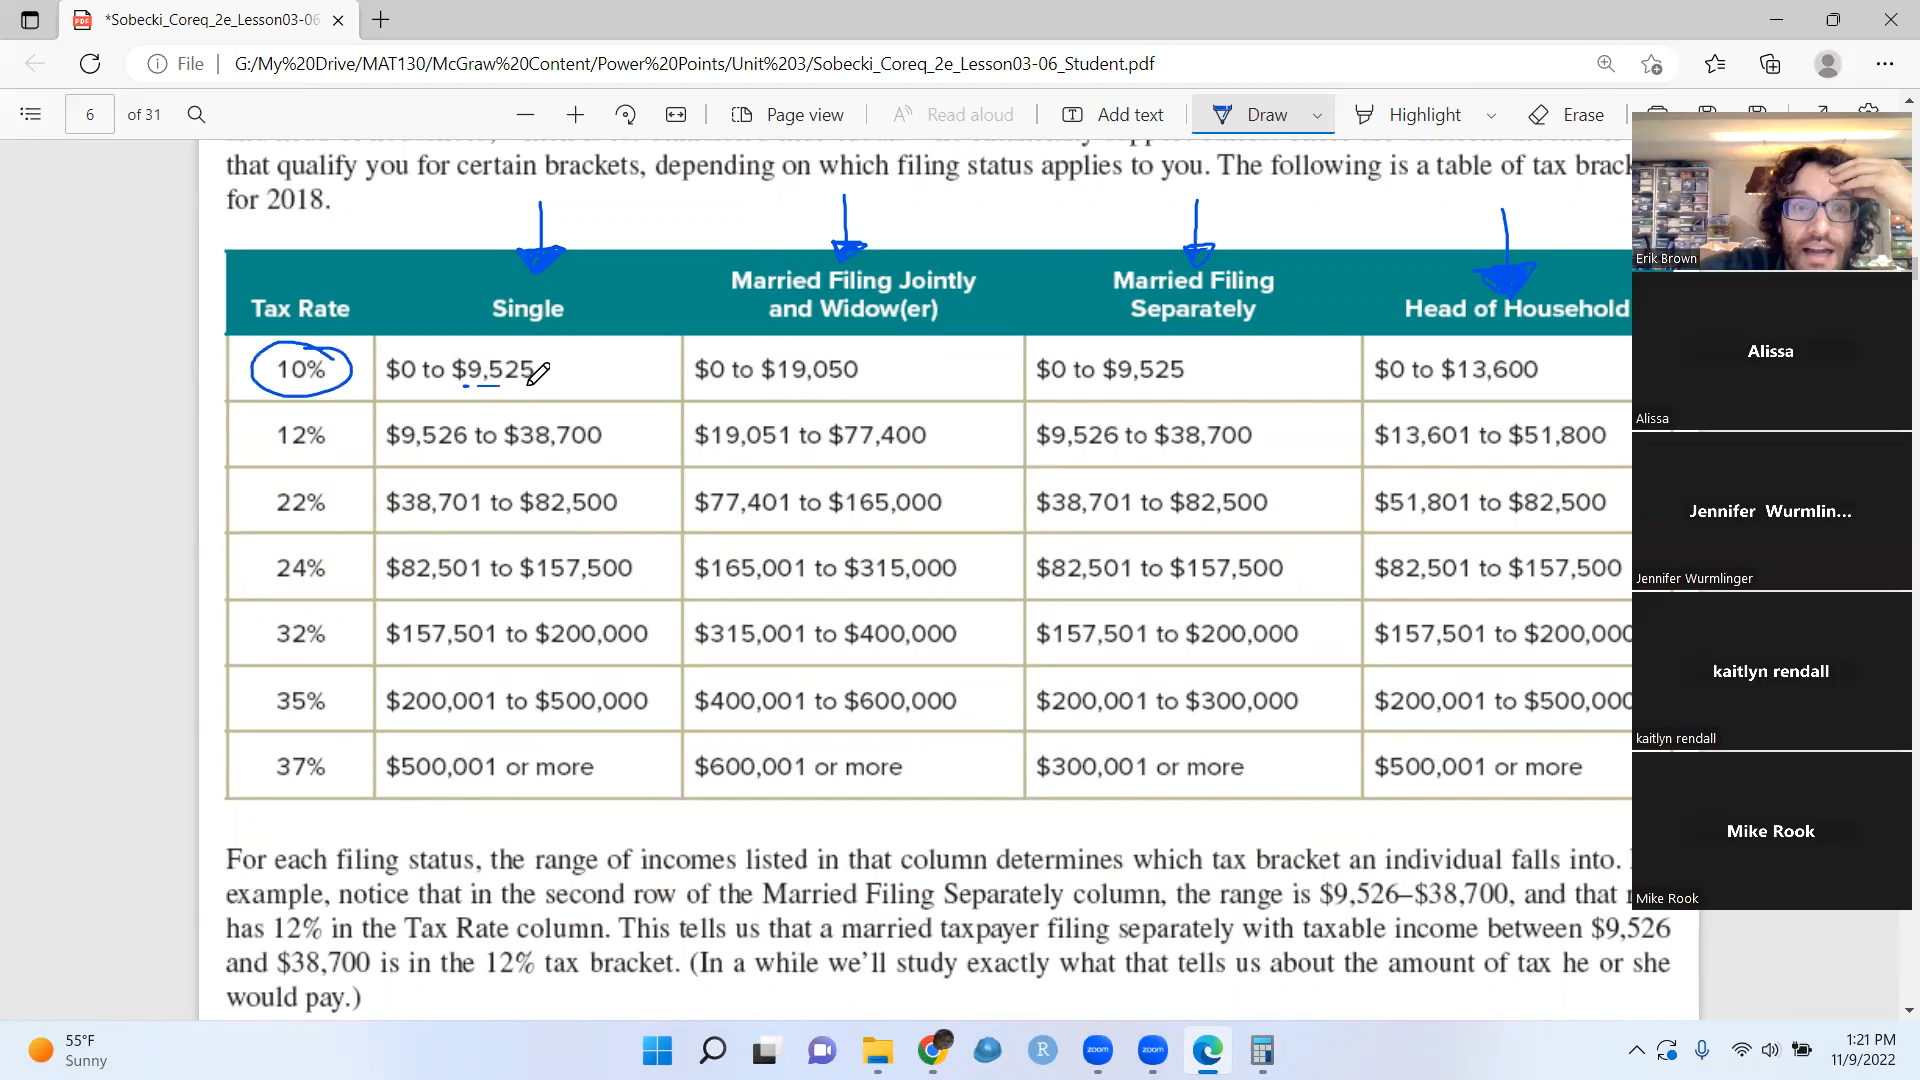 *Sobecki_Coreq_2e_Lesson03-06
File
G:/My%20Drive/MAT130/McGraw%20Content/Power%20Points/Unit%203/Sobecki_Coreq_2e_Lesson03-06_Student.pdf
6 of 31
Page view
Read aloud
Add text
Draw
Highlight
Erase
that qualify you for certain brackets, depending on which filing status applies to you. The following is a table of tax brack
for 2018.
Tax Rate Single Married Filing Jointly and Widow(er) Married Filing Separately Head of Household
10% $0 to $9,525 $0 to $19,050 $0 to $9,525 $0 to $13,600
12% $9,526 to $38,700 $19,051 to $77,400 $9,526 to $38,700 $13,601 to $51,800
22% $38,701 to $82,500 $77,401 to $165,000 $38,701 to $82,500 $51,801 to $82,500
24% $82,501 to $157,500 $165,001 to $315,000 $82,501 to $157,500 $82,501 to $157,500
32% $157,501 to $200,000 $315,001 to $400,000 $157,501 to $200,000 $157,501 to $200,000
35% $200,001 to $500,000 $400,001 to $600,000 $200,001 to $300,000 $200,001 to $500,000
37% $500,001 or more $600,001 or more $300,001 or more $500,001 or more
For each filing status, the range of incomes listed in that column determines which tax bracket an individual falls into.
example, notice that in the second row of the Married Filing Separately column, the range is $9,526–$38,700, and that
has 12% in the Tax Rate column. This tells us that a married taxpayer filing separately with taxable income between $9,526
and $38,700 is in the 12% tax bracket. (In a while we'll study exactly what that tells us about the amount of tax he or she
would pay.)
Erik Brown
Alissa
Alissa
Jennifer Wurmlin...
Jennifer Wurmlinger
kaitlyn rendall
kaitlyn rendall
Mike Rook
Mike Rook
55°F
Sunny
R
zoom
zoom
1:21 PM
11/9/2022